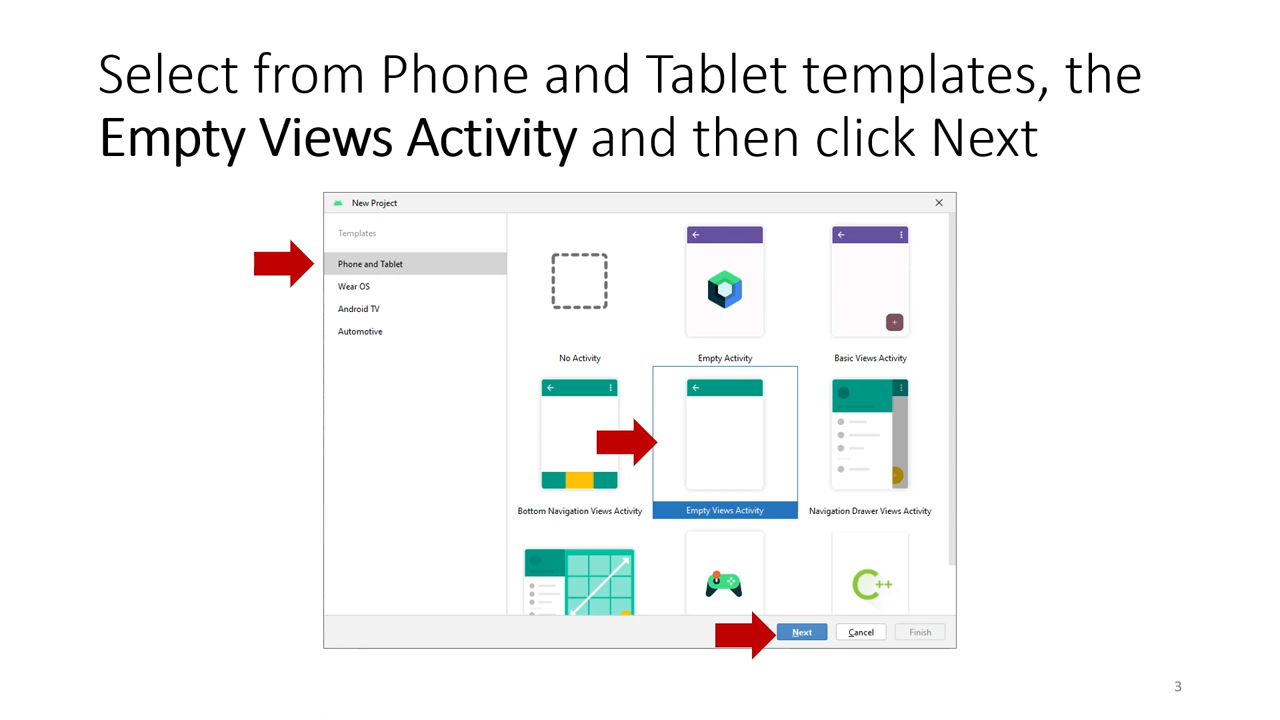 Select from Phone and Tablet templates, the
Empty Views Activity and then click Next
New Project
Templates
Phone and Tablet
Wear OS
Android TV
Automotive
No Activity
Empty Activity
Basic Views Activity
Bottom Navigation Views Activity
Empty Views Activity
Navigation Drawer Views Activity
C++
Next
Cancel
Finish
3